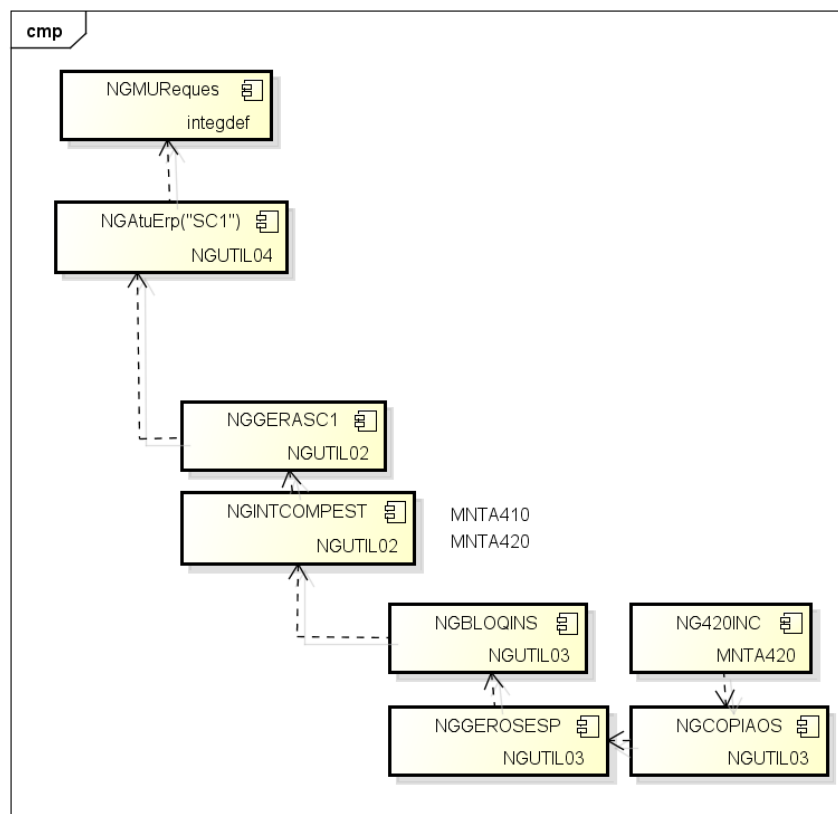 cmp
NGMUReques
integdef
NGAtuErp("SC1")
NGUTIL04
NGGERASC1
NGUTIL02
NGINTCOMPEST
NGUTIL02
MNTA410
MNTA420
NGBLOQINS
NGUTIL03
NG420INC
MNTA420
NGGEROSESP
NGUTIL03
NGCOPIAOS
NGUTIL03